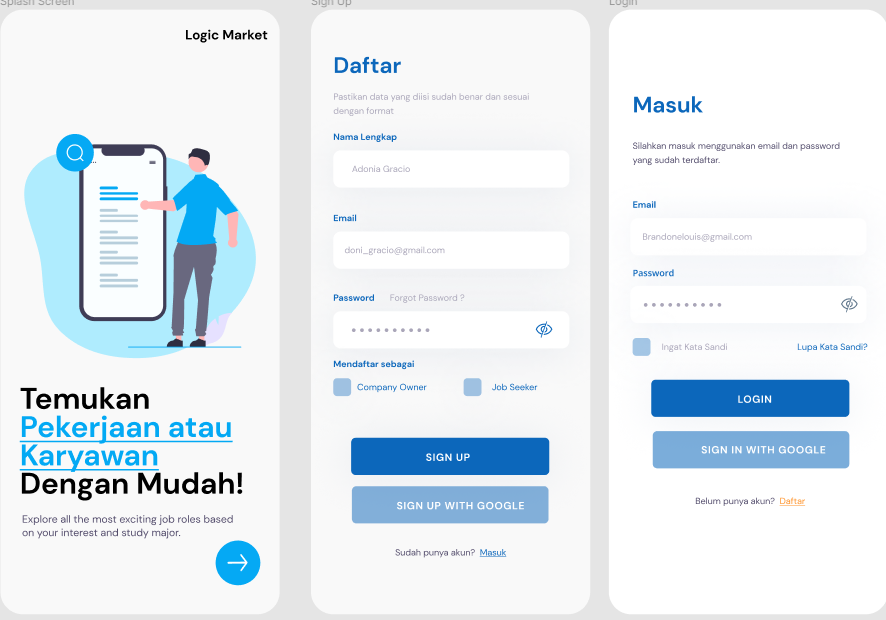 Splash Screen
Logic Market
Temukan
Pekerjaan atau
Karyawan
Dengan Mudah!
Explore all the most exciting job roles based
on your interest and study major.
Sign Up
Daftar
Pastikan data yang diisi sudah benar dan sesuai
dengan format
Nama Lengkap
Adonia Gracio
Email
doni_gracio@gmail.com
Password Forgot Password ?
Mendaftar sebagai
Company Owner Job Seeker
SIGN UP
SIGN UP WITH GOOGLE
Sudah punya akun? Masuk
Login
Masuk
Silahkan masuk menggunakan email dan password
yang sudah terdaftar.
Email
Brandonelouis@gmail.com
Password
Ingat Kata Sandi Lupa Kata Sandi?
LOGIN
SIGN IN WITH GOOGLE
Belum punya akun? Daftar